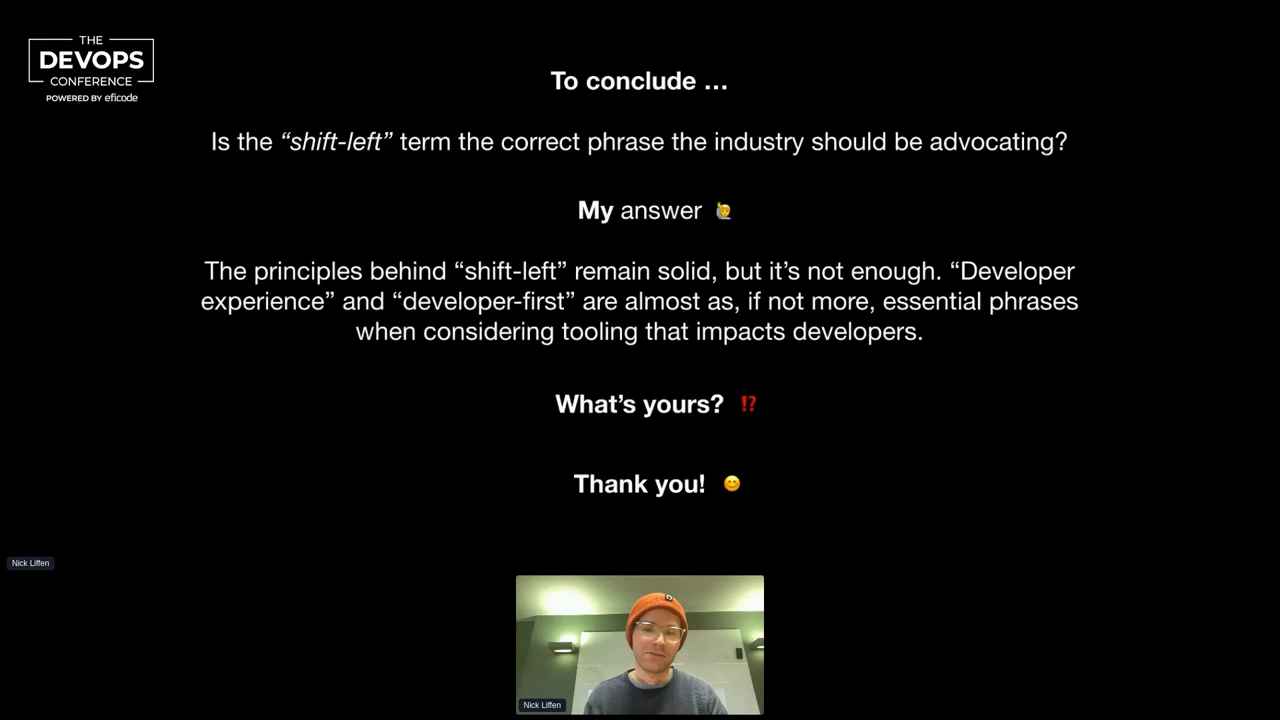 THE
DEVOPS
CONFERENCE
POWERED BY eficode
To conclude …
Is the “shift-left” term the correct phrase the industry should be advocating?
My answer 🙋
The principles behind “shift-left” remain solid, but it’s not enough. “Developer
experience” and “developer-first” are almost as, if not more, essential phrases
when considering tooling that impacts developers.
What’s yours? ⁉️
Thank you! 😊
Nick Liffen
Nick Liffen